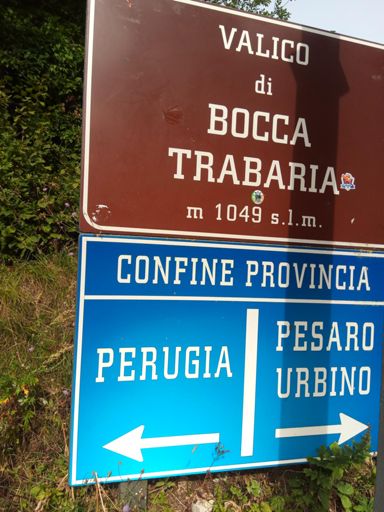 VALICO
di
BOCCA
TRABARIA
m 1049 s.l.m.
CONFINE PROVINCIA
PERUGIA
PESARO
URBINO